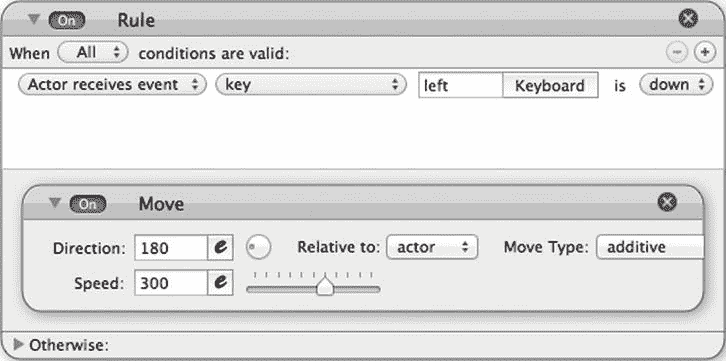 On Rule
When All conditions are valid:
Actor receives event key left Keyboard is down
On Move
Direction: 180 e Relative to: actor Move Type: additive
Speed: 300 e
Otherwise: